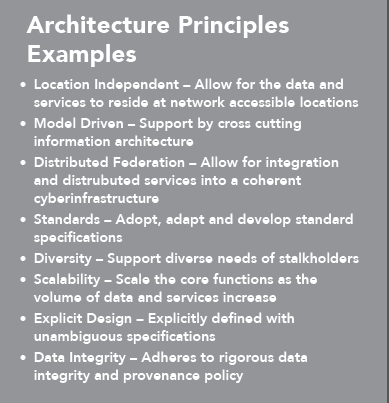 Architecture Principles
Examples
• Location Independent – Allow for the data and
services to reside at network accessible locations
• Model Driven – Support by cross cutting
information architecture
• Distributed Federation – Allow for integration
and distrubuted services into a coherent
cyberinfrastructure
• Standards – Adopt, adapt and develop standard
specifications
• Diversity – Support diverse needs of stalkholders
• Scalability – Scale the core functions as the
volume of data and services increase
• Explicit Design – Explicitly defined with
unambiguous specifications
• Data Integrity – Adheres to rigorous data
integrity and provenance policy